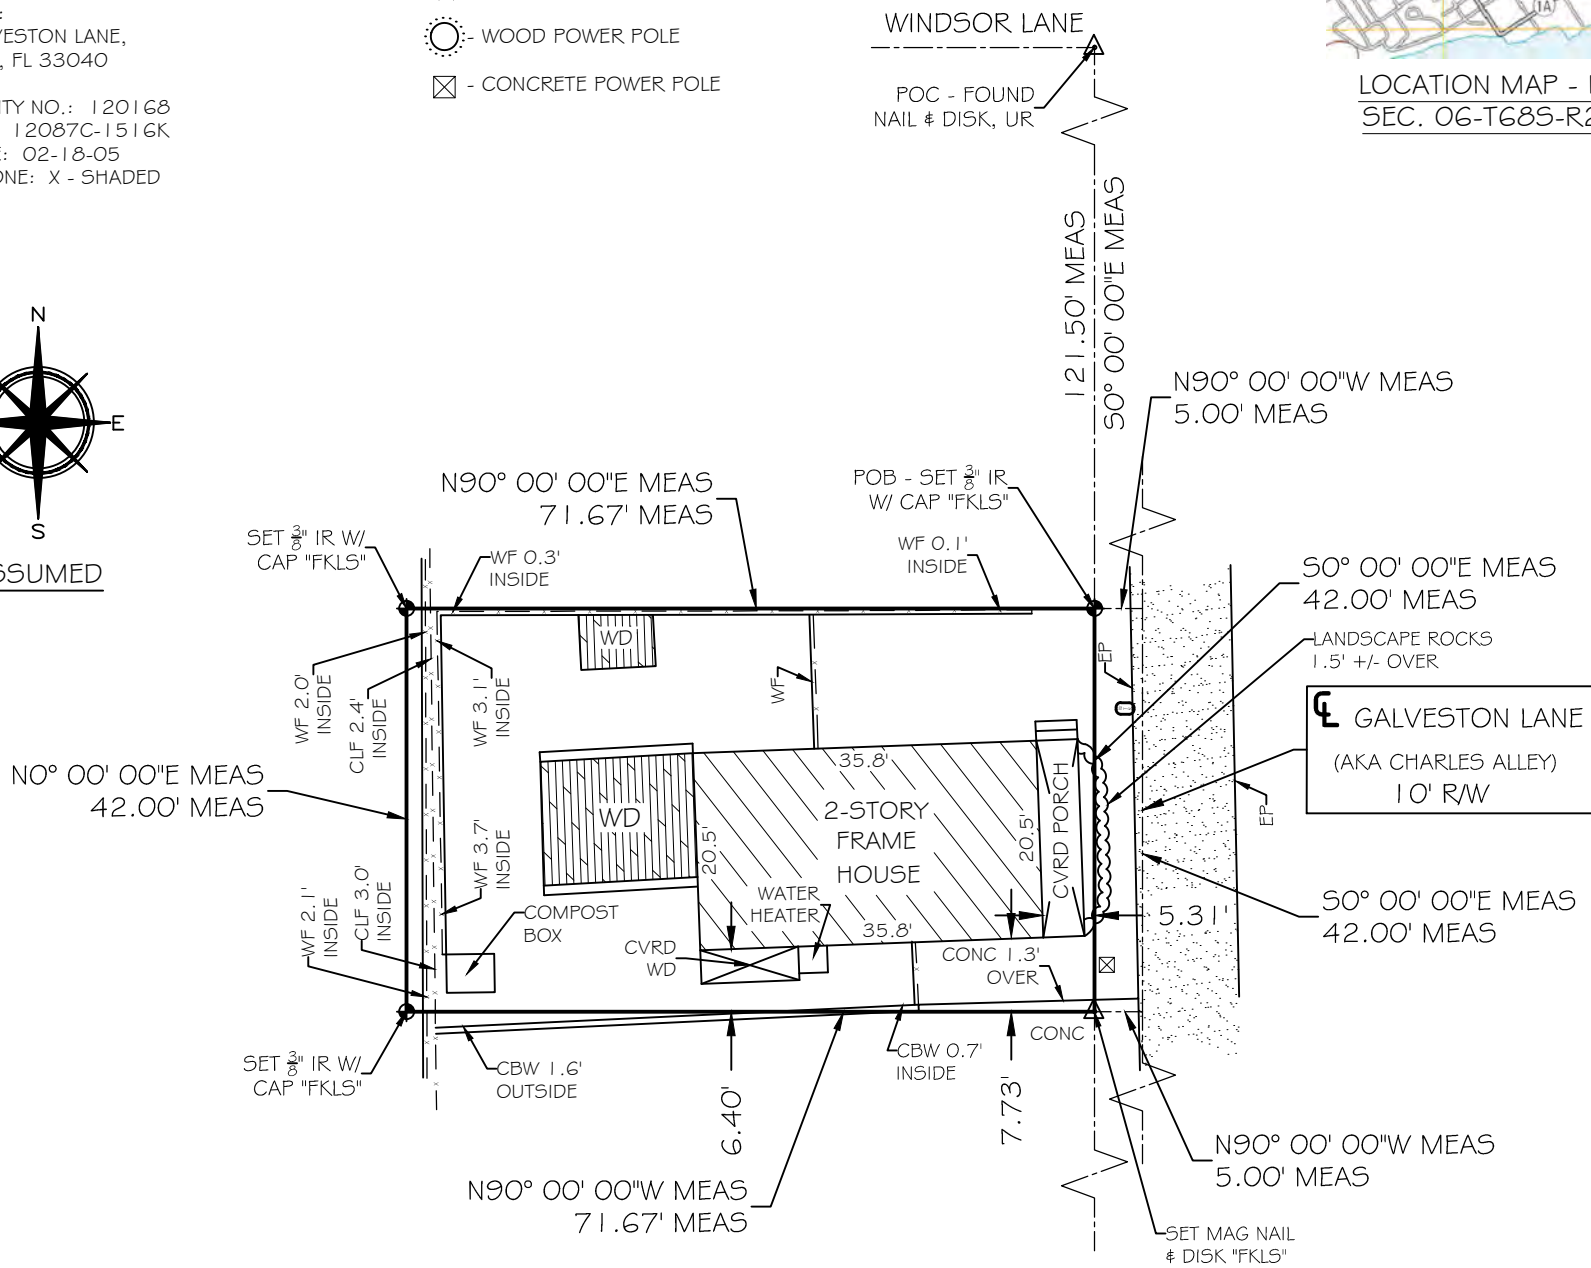 VESTON LANE,
, FL 33040
ITY NO.: 120168
12087C-1516K
E: 02-18-05
ONE: X - SHADED
- WOOD POWER POLE
- CONCRETE POWER POLE
WINDSOR LANE
POC - FOUND
NAIL & DISK, UR
1A
LOCATION MAP -
SEC. 06-T68S-R2
N
E
S
SSUMED
121.50' MEAS
S0° 00' 00"E MEAS
N90° 00' 00"W MEAS
5.00' MEAS
N90° 00' 00"E MEAS
71.67' MEAS
POB - SET 3/8" IR
W/ CAP "FKLS"
SET 3/8" IR W/
CAP "FKLS"
WF 0.3'
INSIDE
WF 0.1'
INSIDE
S0° 00' 00"E MEAS
42.00' MEAS
LANDSCAPE ROCKS
1.5' +/- OVER
WD
EP
WF
WF 2.0'
INSIDE
CLF 2.4'
INSIDE
WF 3.1'
INSIDE
℄ GALVESTON LANE
(AKA CHARLES ALLEY)
10' R/W
EP
N0° 00' 00"E MEAS
42.00' MEAS
35.8'
WD
2-STORY
FRAME
HOUSE
20.5'
20.5'
CVRD PORCH
WF 3.7'
INSIDE
WATER
HEATER
35.8'
5.31'
S0° 00' 00"E MEAS
42.00' MEAS
WF 2.1'
INSIDE
CLF 3.0'
INSIDE
COMPOST
BOX
CVRD
WD
CONC 1.3'
OVER
CONC
SET 3/8" IR W/
CAP "FKLS"
CBW 1.6'
OUTSIDE
CBW 0.7'
INSIDE
6.40'
7.73'
N90° 00' 00"W MEAS
5.00' MEAS
N90° 00' 00"W MEAS
71.67' MEAS
SET MAG NAIL
& DISK "FKLS"